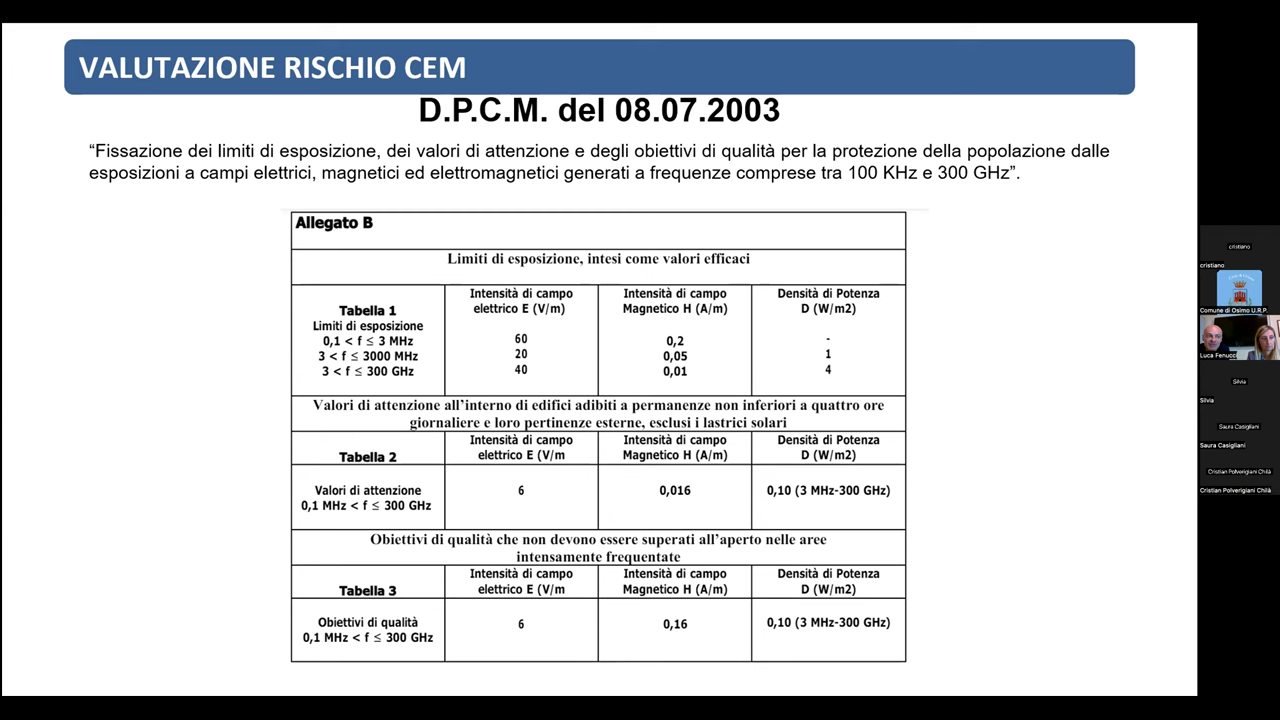 VALUTAZIONE RISCHIO CEM
D.P.C.M. del 08.07.2003
“Fissazione dei limiti di esposizione, dei valori di attenzione e degli obiettivi di qualità per la protezione della popolazione dalle
esposizioni a campi elettrici, magnetici ed elettromagnetici generati a frequenze comprese tra 100 KHz e 300 GHz”.
Allegato B
Limiti di esposizione, intesi come valori efficaci
Tabella 1
Limiti di esposizione
0,1 < f ≤ 3 MHz
3 < f ≤ 3000 MHz
3 < f ≤ 300 GHz
Intensità di campo
elettrico E (V/m)
60
20
40
Intensità di campo
Magnetico H (A/m)
0,2
0,05
0,01
Densità di Potenza
D (W/m2)
-
1
4
Valori di attenzione all’interno di edifici adibiti a permanenze non inferiori a quattro ore
giornaliere e loro pertinenze esterne, esclusi i lastrici solari
Tabella 2
Intensità di campo
elettrico E (V/m
Intensità di campo
Magnetico H (A/m)
Densità di Potenza
D (W/m2)
Valori di attenzione
0,1 MHz < f ≤ 300 GHz
6
0,016
0,10 (3 MHz-300 GHz)
Obiettivi di qualità che non devono essere superati all’aperto nelle aree
intensamente frequentate
Tabella 3
Intensità di campo
elettrico E (V/m
Intensità di campo
Magnetico H (A/m)
Densità di Potenza
D (W/m2)
Obiettivi di qualità
0,1 MHz < f ≤ 300 GHz
6
0,16
0,10 (3 MHz-300 GHz)
cristiano
cristiano
Comune di Osimo U.R.P.
Luca Fenucci
Silvia
Silvia
Saura Casigliani
Saura Casigliani
Cristian Polverigiani Chilà
Cristian Polverigiani Chilà